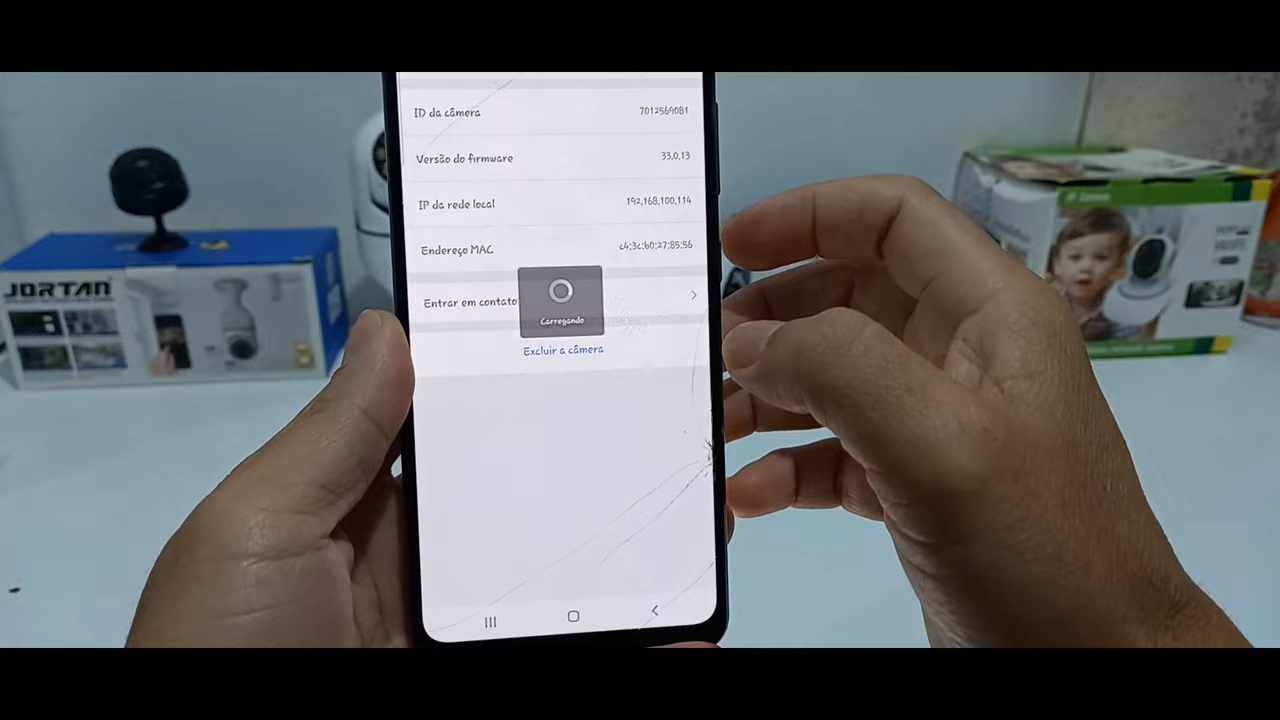 ID da câmera 7012569081
Versão do firmware 33.0.13
IP da rede local 192.168.100.114
Endereço MAC c4:3c:b0:27:85:56
Entrar em contato
Carregando
Excluir a câmera
JORTAN
WIFI